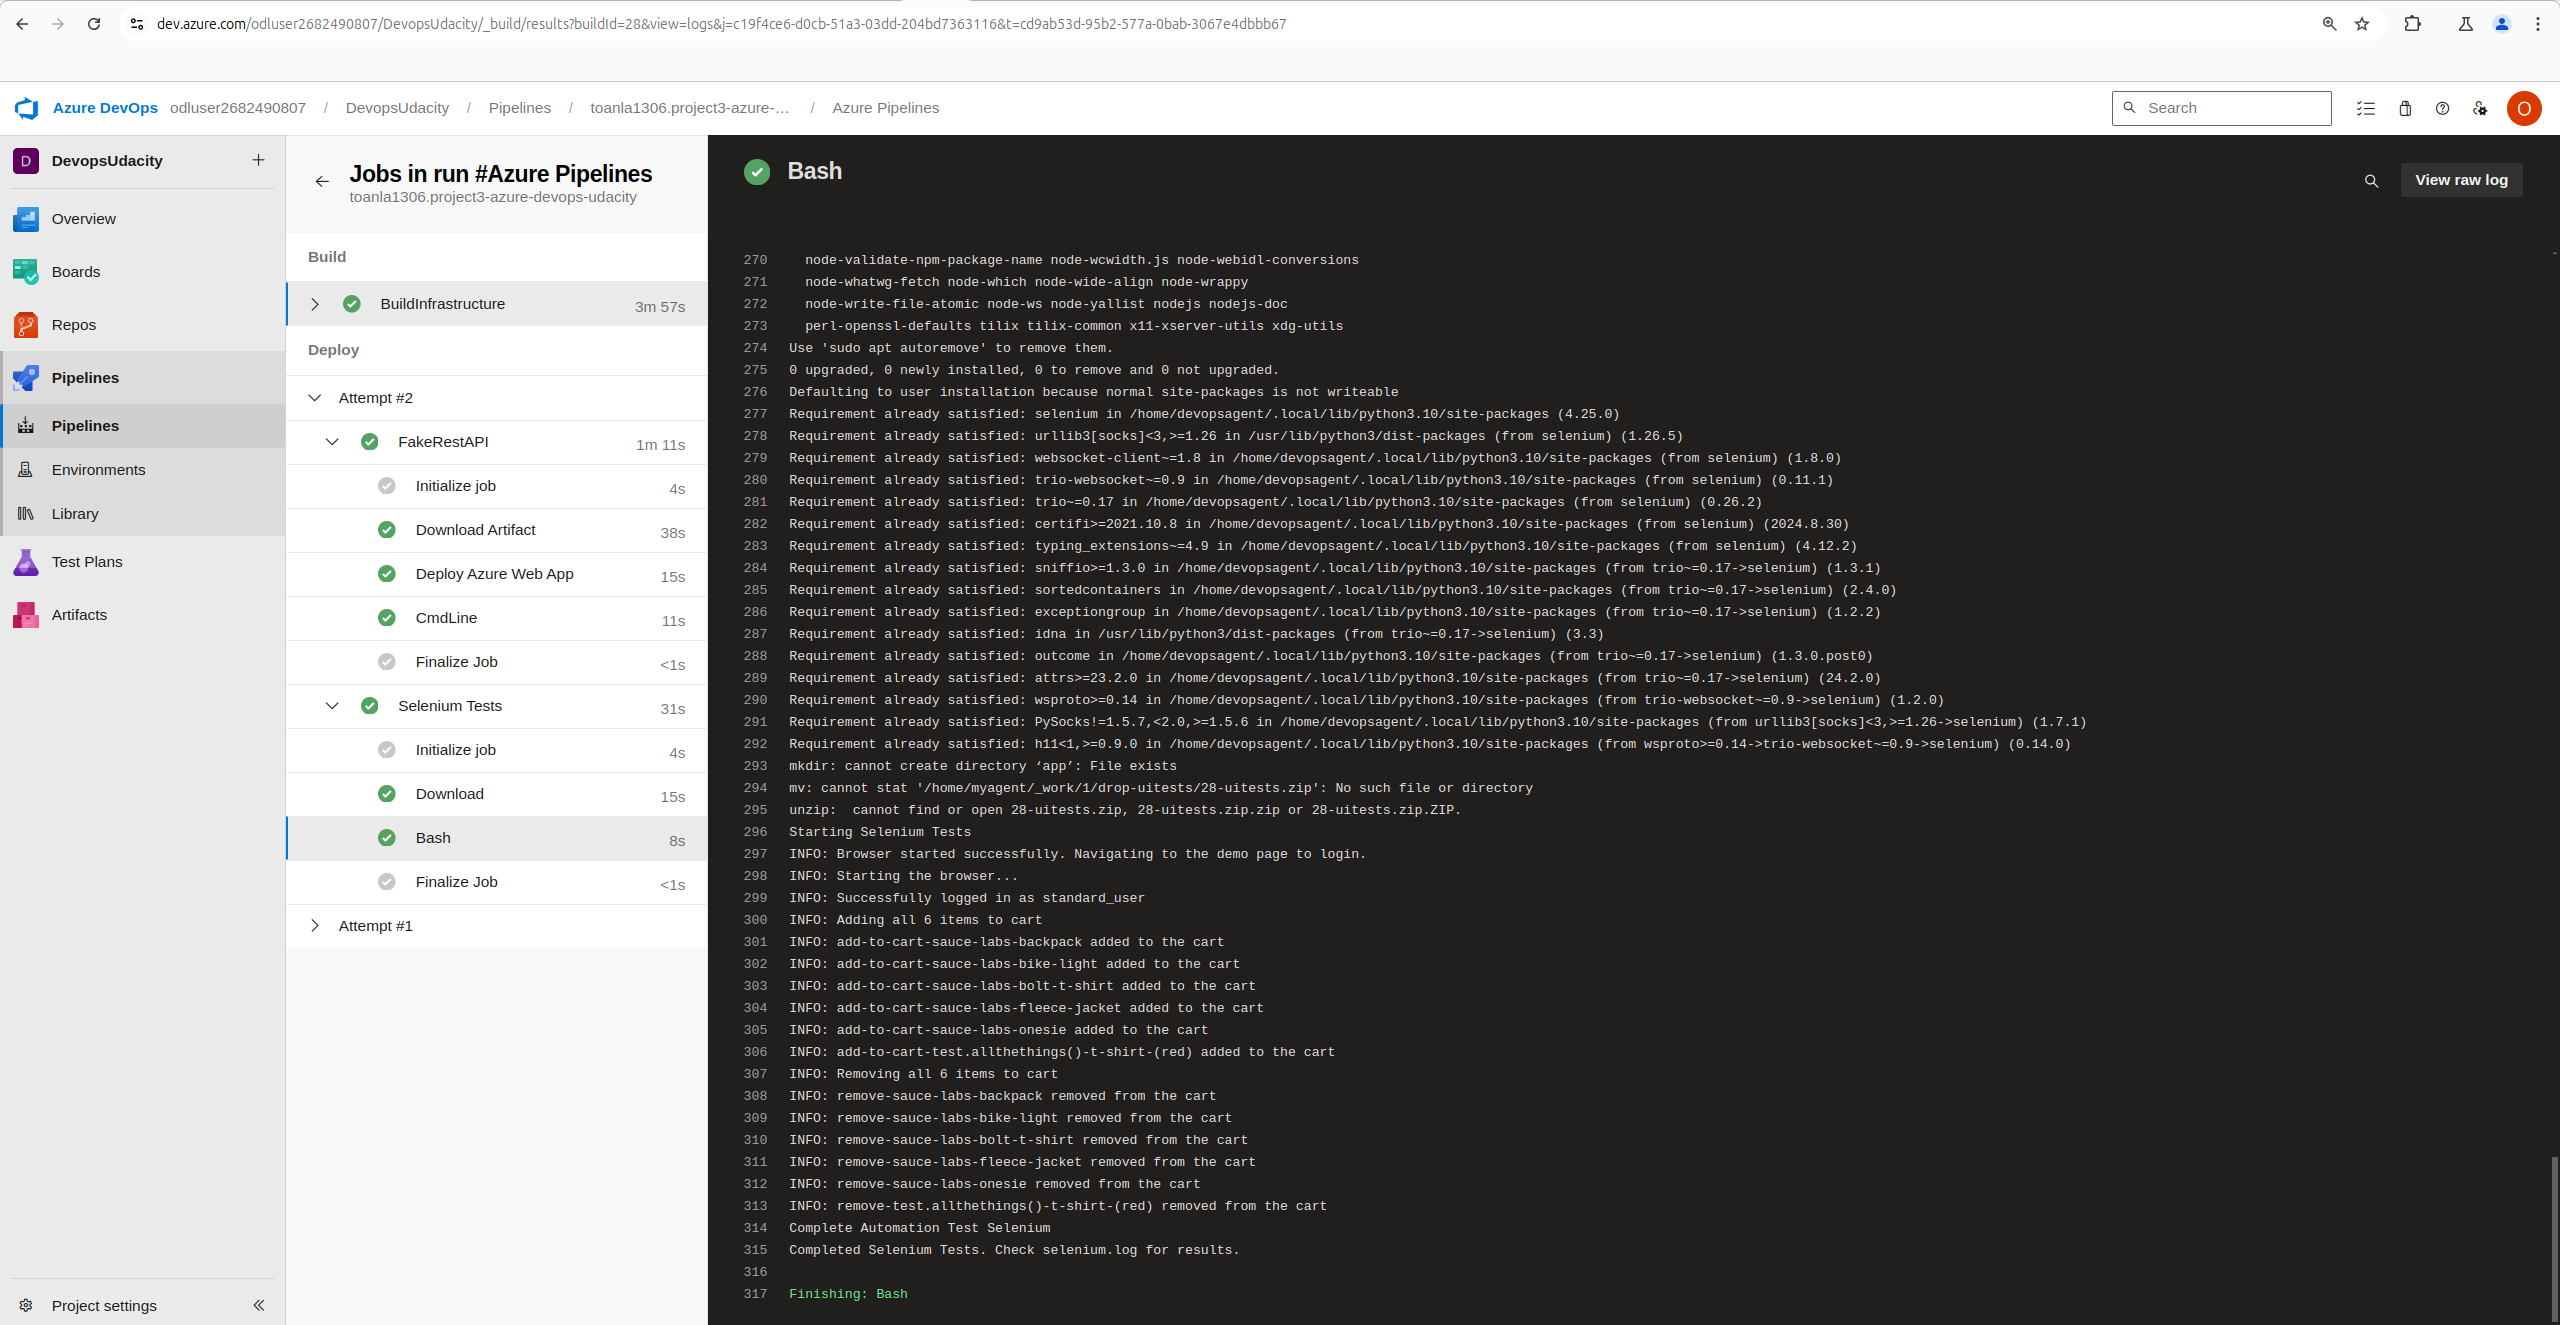 dev.azure.com/odluser2682490807/DevopsUdacity/_build/results?buildId=28&view=logs&j=c19f4ce6-d0cb-51a3-03dd-204bd7363116&t=cd9ab53d-95b2-577a-0bab-3067e4dbbb67
Azure DevOps odluser2682490807 / DevopsUdacity / Pipelines / toanla1306.project3-azure-... / Azure Pipelines
Search
O
D DevopsUdacity
Overview
Boards
Repos
Pipelines
Pipelines
Environments
Library
Test Plans
Artifacts
Project settings
Jobs in run #Azure Pipelines
toanla1306.project3-azure-devops-udacity
Build
BuildInfrastructure 3m 57s
Deploy
Attempt #2
FakeRestAPI 1m 11s
Initialize job 4s
Download Artifact 38s
Deploy Azure Web App 15s
CmdLine 11s
Finalize Job <1s
Selenium Tests 31s
Initialize job 4s
Download 15s
Bash 8s
Finalize Job <1s
Attempt #1
Bash
View raw log
270 node-validate-npm-package-name node-wcwidth.js node-webidl-conversions
271 node-whatwg-fetch node-which node-wide-align node-wrappy
272 node-write-file-atomic node-ws node-yallist nodejs nodejs-doc
273 perl-openssl-defaults tilix tilix-common x11-xserver-utils xdg-utils
274 Use 'sudo apt autoremove' to remove them.
275 0 upgraded, 0 newly installed, 0 to remove and 0 not upgraded.
276 Defaulting to user installation because normal site-packages is not writeable
277 Requirement already satisfied: selenium in /home/devopsagent/.local/lib/python3.10/site-packages (4.25.0)
278 Requirement already satisfied: urllib3[socks]<3,>=1.26 in /usr/lib/python3/dist-packages (from selenium) (1.26.5)
279 Requirement already satisfied: websocket-client~=1.8 in /home/devopsagent/.local/lib/python3.10/site-packages (from selenium) (1.8.0)
280 Requirement already satisfied: trio-websocket~=0.9 in /home/devopsagent/.local/lib/python3.10/site-packages (from selenium) (0.11.1)
281 Requirement already satisfied: trio~=0.17 in /home/devopsagent/.local/lib/python3.10/site-packages (from selenium) (0.26.2)
282 Requirement already satisfied: certifi>=2021.10.8 in /home/devopsagent/.local/lib/python3.10/site-packages (from selenium) (2024.8.30)
283 Requirement already satisfied: typing_extensions~=4.9 in /home/devopsagent/.local/lib/python3.10/site-packages (from selenium) (4.12.2)
284 Requirement already satisfied: sniffio>=1.3.0 in /home/devopsagent/.local/lib/python3.10/site-packages (from trio~=0.17->selenium) (1.3.1)
285 Requirement already satisfied: sortedcontainers in /home/devopsagent/.local/lib/python3.10/site-packages (from trio~=0.17->selenium) (2.4.0)
286 Requirement already satisfied: exceptiongroup in /home/devopsagent/.local/lib/python3.10/site-packages (from trio~=0.17->selenium) (1.2.2)
287 Requirement already satisfied: idna in /usr/lib/python3/dist-packages (from trio~=0.17->selenium) (3.3)
288 Requirement already satisfied: outcome in /home/devopsagent/.local/lib/python3.10/site-packages (from trio~=0.17->selenium) (1.3.0.post0)
289 Requirement already satisfied: attrs>=23.2.0 in /home/devopsagent/.local/lib/python3.10/site-packages (from trio~=0.17->selenium) (24.2.0)
290 Requirement already satisfied: wsproto>=0.14 in /home/devopsagent/.local/lib/python3.10/site-packages (from trio-websocket~=0.9->selenium) (1.2.0)
291 Requirement already satisfied: PySocks!=1.5.7,<2.0,>=1.5.6 in /home/devopsagent/.local/lib/python3.10/site-packages (from urllib3[socks]<3,>=1.26->selenium) (1.7.1)
292 Requirement already satisfied: h11<1,>=0.9.0 in /home/devopsagent/.local/lib/python3.10/site-packages (from wsproto>=0.14->trio-websocket~=0.9->selenium) (0.14.0)
293 mkdir: cannot create directory ‘app’: File exists
294 mv: cannot stat '/home/myagent/_work/1/drop-uitests/28-uitests.zip': No such file or directory
295 unzip:  cannot find or open 28-uitests.zip, 28-uitests.zip.zip or 28-uitests.zip.ZIP.
296 Starting Selenium Tests
297 INFO: Browser started successfully. Navigating to the demo page to login.
298 INFO: Starting the browser...
299 INFO: Successfully logged in as standard_user
300 INFO: Adding all 6 items to cart
301 INFO: add-to-cart-sauce-labs-backpack added to the cart
302 INFO: add-to-cart-sauce-labs-bike-light added to the cart
303 INFO: add-to-cart-sauce-labs-bolt-t-shirt added to the cart
304 INFO: add-to-cart-sauce-labs-fleece-jacket added to the cart
305 INFO: add-to-cart-sauce-labs-onesie added to the cart
306 INFO: add-to-cart-test.allthethings()-t-shirt-(red) added to the cart
307 INFO: Removing all 6 items to cart
308 INFO: remove-sauce-labs-backpack removed from the cart
309 INFO: remove-sauce-labs-bike-light removed from the cart
310 INFO: remove-sauce-labs-bolt-t-shirt removed from the cart
311 INFO: remove-sauce-labs-fleece-jacket removed from the cart
312 INFO: remove-sauce-labs-onesie removed from the cart
313 INFO: remove-test.allthethings()-t-shirt-(red) removed from the cart
314 Complete Automation Test Selenium
315 Completed Selenium Tests. Check selenium.log for results.
316
317 Finishing: Bash